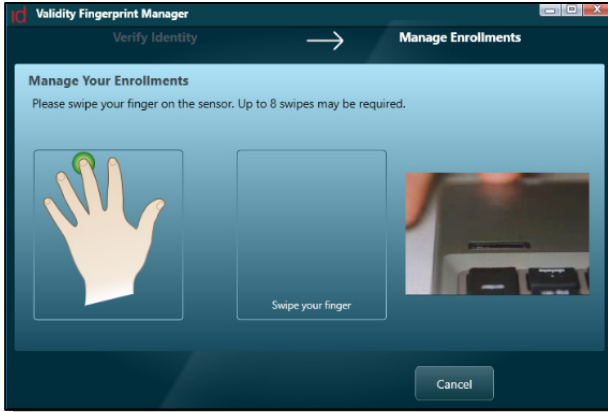 id Validity Fingerprint Manager
Verify Identity → Manage Enrollments
Manage Your Enrollments
Please swipe your finger on the sensor. Up to 8 swipes may be required.
Swipe your finger
Cancel